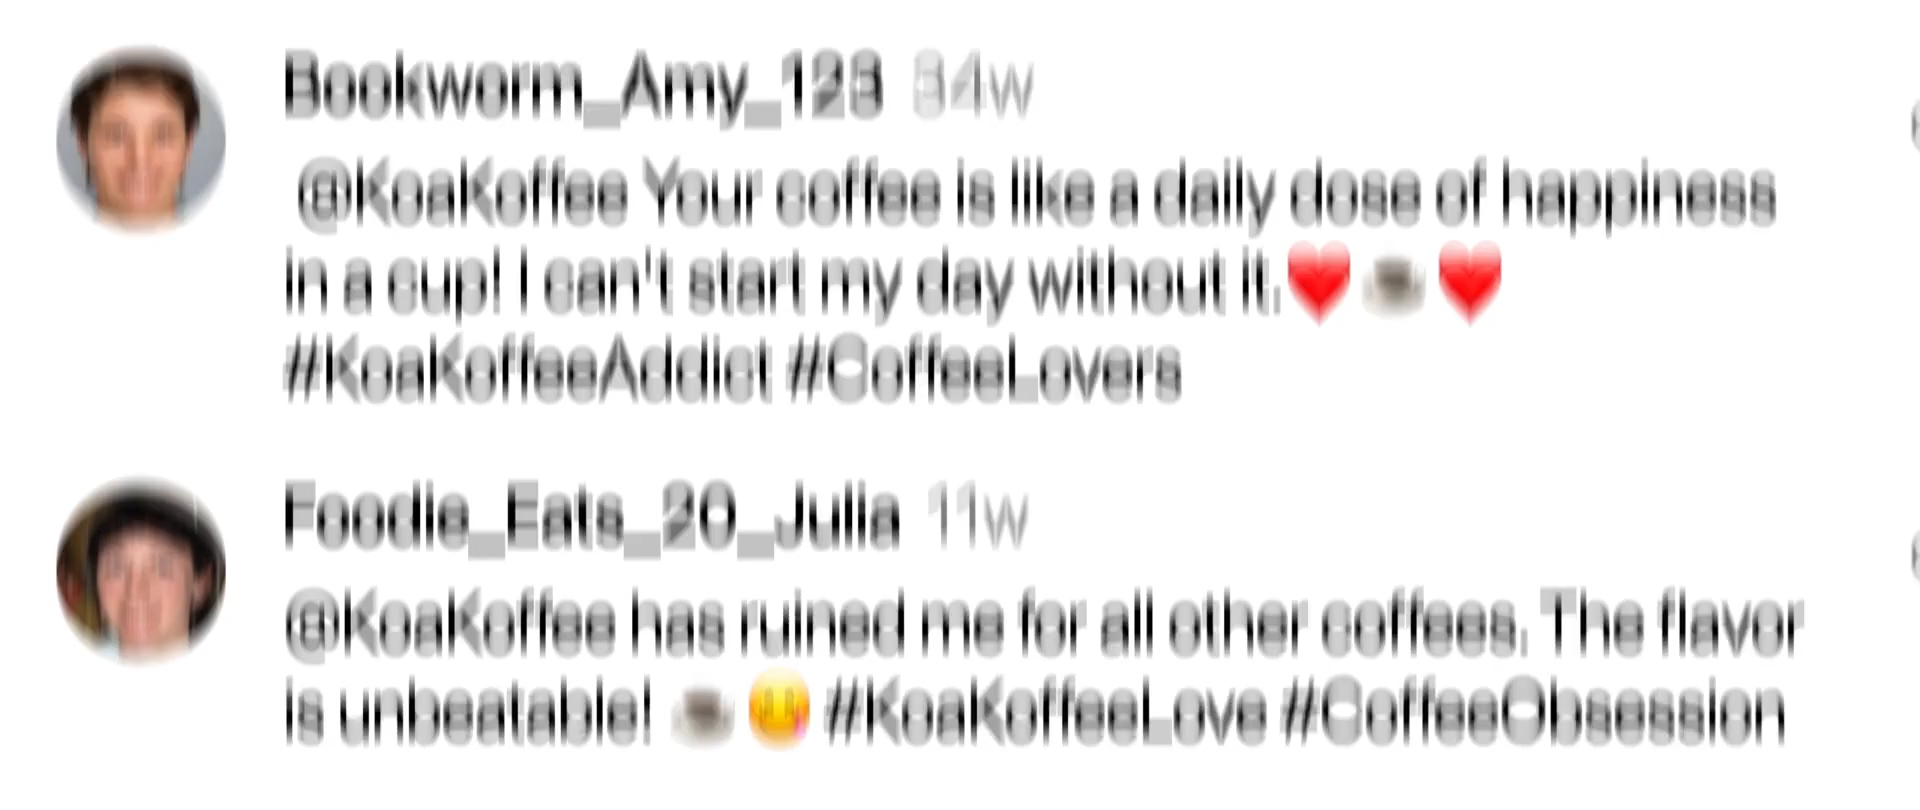 Bookworm_Amy_123 34w
@KoaKoffee Your coffee is like a daily dose of happiness
in a cup! I can't start my day without it.❤️☕❤️
#KoaKoffeeAddict #CoffeeLovers
Foodie_Eats_20_Julia 11w
@KoaKoffee has ruined me for all other coffees. The flavor
is unbeatable! ☕😘 #KoaKoffeeLove #CoffeeObsession